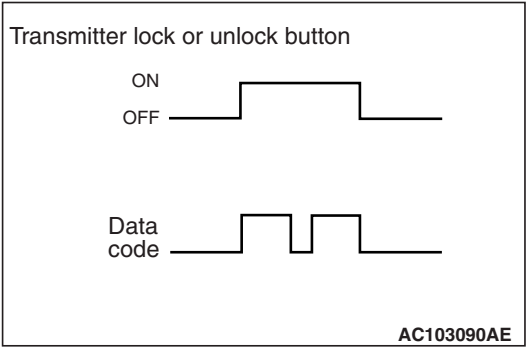 Transmitter lock or unlock button
ON
OFF
Data
code
AC103090AE